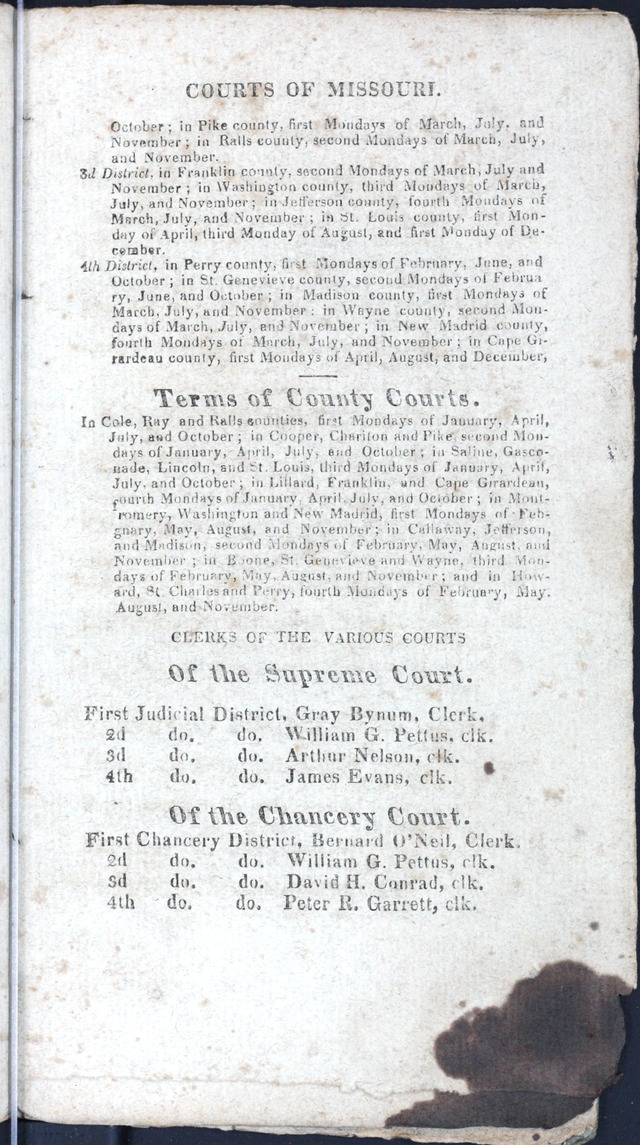 COURTS OF MISSOURI.
October; in Pike county, first Mondays of March, July, and
November; in Ralls county, second Mondays of March, July,
and November.
3d District, in Franklin county, second Mondays of March, July and
November; in Washington county, third Mondays of March,
July, and November; in Jefferson county, fourth Mondays of
March, July, and November; in St. Louis county, first Mon-
day of April, third Monday of August, and first Monday of De-
cember.
4th District, in Perry county, first Mondays of February, June, and
October; in St. Genevieve county, second Mondays of Februa
ry, June, and October; in Madison county, first Mondays of
March, July, and November: in Wayne county, second Mon-
days of March, July, and November; in New Madrid county,
fourth Mondays of March, July, and November; in Cape Gi-
rardeau county, first Mondays of April, August, and December,
Terms of County Courts.
In Cole, Ray and Ralls counties, first Mondays of January, April,
July, and October; in Cooper, Chariton and Pike, second Mon-
days of January, April, July, and October; in Saline, Gasco-
nade, Lincoln, and St. Louis, third Mondays of January, April,
July, and October; in Lillard, Franklin, and Cape Girardeau,
fourth Mondays of January, April, July, and October; in Mont-
romery, Washington and New Madrid, first Mondays of Feb-
gnary, May, August, and November; in Callaway, Jefferson,
and Madison, second Mondays of February, May, August, and
November; in Boone, St. Genevieve and Wayne, third Mon-
days of February, May, August, and November; and in How-
ard, St. Charles and Perry, fourth Mondays of February, May.
August, and November.
CLERKS OF THE VARIOUS COURTS
Of the Supreme Court.
First Judicial District, Gray Bynum, Clerk.
2d do. do. William G. Pettus, clk.
3d do. do. Arthur Nelson, clk.
4th do. do. James Evans, clk.
Of the Chancery Court.
First Chancery District, Bernard O'Neil, Clerk.
2d do. do. William G. Pettus, clk.
3d do. do. David H. Conrad, clk.
4th do. do. Peter R. Garrett, clk.